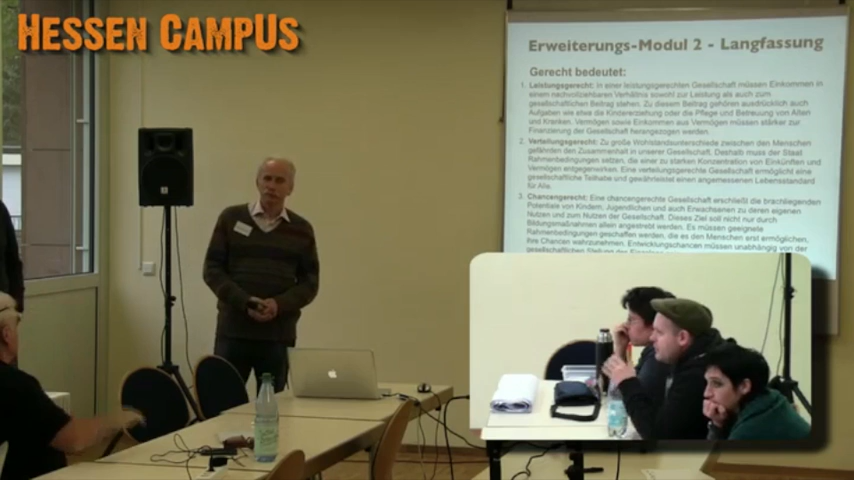 HESSEN CAMPUS
Erweiterungs-Modul 2 - Langfassung
Gerecht bedeutet:
1. Leistungsgerecht: In einer leistungsgerechten Gesellschaft müssen Einkommen in
einem nachvollziehbaren Verhältnis sowohl zur Leistung als auch zum
gesellschaftlichen Beitrag stehen. Zu diesem Beitrag gehören ausdrücklich auch
Aufgaben wie etwa die Kindererziehung oder die Pflege und Betreuung von Alten
und Kranken. Vermögen sowie Einkommen aus Vermögen müssen stärker zur
Finanzierung der Gesellschaft herangezogen werden.
2. Verteilungsgerecht: Zu große Wohlstandsunterschiede zwischen den Menschen
gefährden den Zusammenhalt in unserer Gesellschaft. Deshalb muss der Staat
Rahmenbedingungen setzen, die einer zu starken Konzentration von Einkünften und
Vermögen entgegenwirken. Eine verteilungsgerechte Gesellschaft ermöglicht eine
gesellschaftliche Teilhabe und gewährleistet einen angemessenen Lebensstandard
für Alle.
3. Chancengerecht: Eine chancengerechte Gesellschaft erschließt die brachliegenden
Potentiale von Kindern, Jugendlichen und auch Erwachsenen zu deren eigenen
Nutzen und zum Nutzen der Gesellschaft. Dieses Ziel soll nicht nur durch
Bildungsmaßnahmen allein angestrebt werden. Es müssen geeignete
Rahmenbedingungen geschaffen werden, die es den Menschen erst ermöglichen,
ihre Chancen wahrzunehmen. Entwicklungschancen müssen unabhängig von der